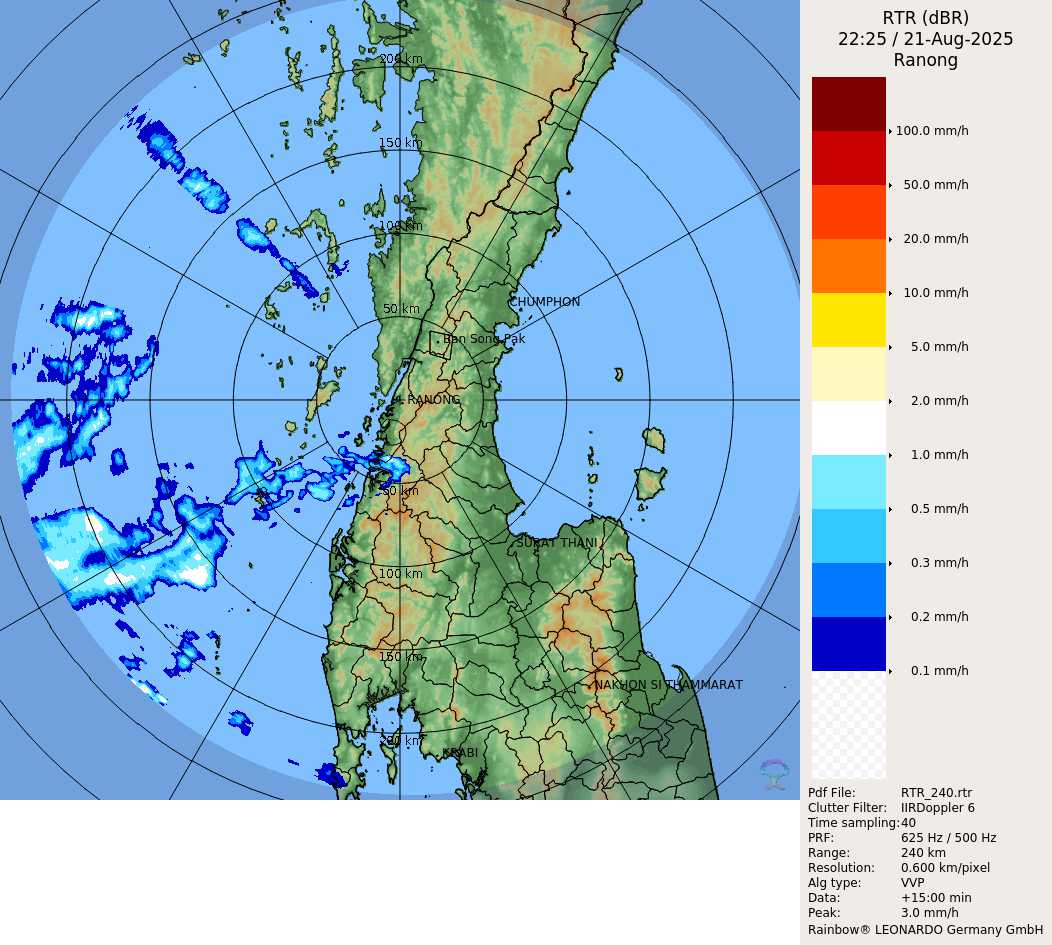 RTR (dBR)
22:25 / 21-Aug-2025
Ranong
200 km
150 km
100 km
50 km
CHUMPHON
Ban Song Pak
RANONG
50 km
SURAT THANI
100 km
150 km
NAKHON SI THAMMARAT
200 km
KRABI
100.0 mm/h
50.0 mm/h
20.0 mm/h
10.0 mm/h
5.0 mm/h
2.0 mm/h
1.0 mm/h
0.5 mm/h
0.3 mm/h
0.2 mm/h
0.1 mm/h
Pdf File: RTR_240.rtr
Clutter Filter: IIRDoppler 6
Time sampling: 40
PRF: 625 Hz / 500 Hz
Range: 240 km
Resolution: 0.600 km/pixel
Alg type: VVP
Data: +15:00 min
Peak: 3.0 mm/h
Rainbow® LEONARDO Germany GmbH